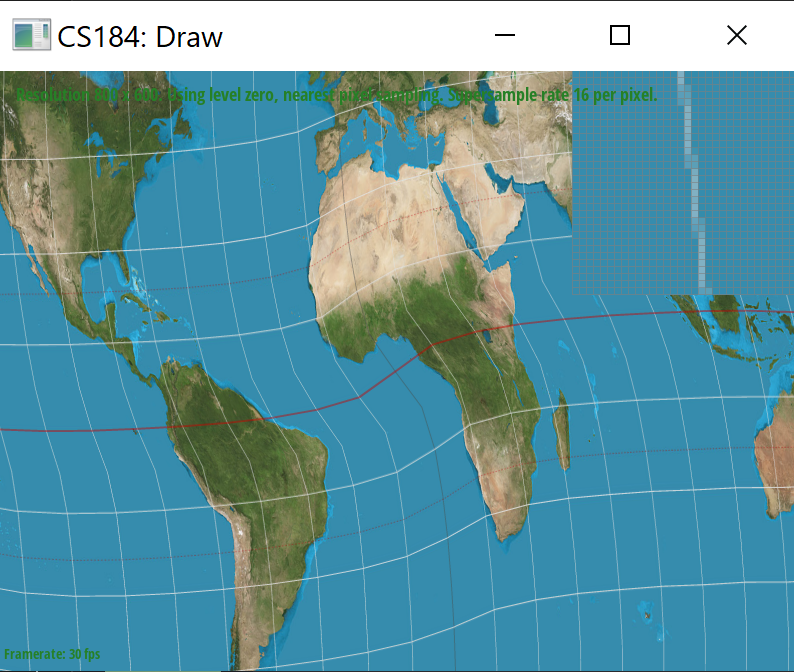 CS184: Draw
Resolution 800 x 600. Using level zero, nearest pixel sampling. Supersample rate 16 per pixel.
Framerate: 30 fps